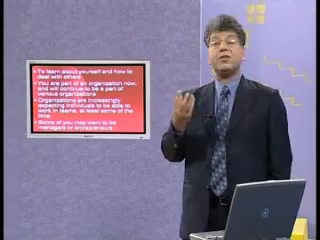 To learn about yourself and how to
deal with others
You are part of an organization now,
and will continue to be a part of
various organizations
Organizations are increasingly
expecting individuals to be able to
work in teams, at least some of the
time
Some of you may want to be
managers or entrepreneurs